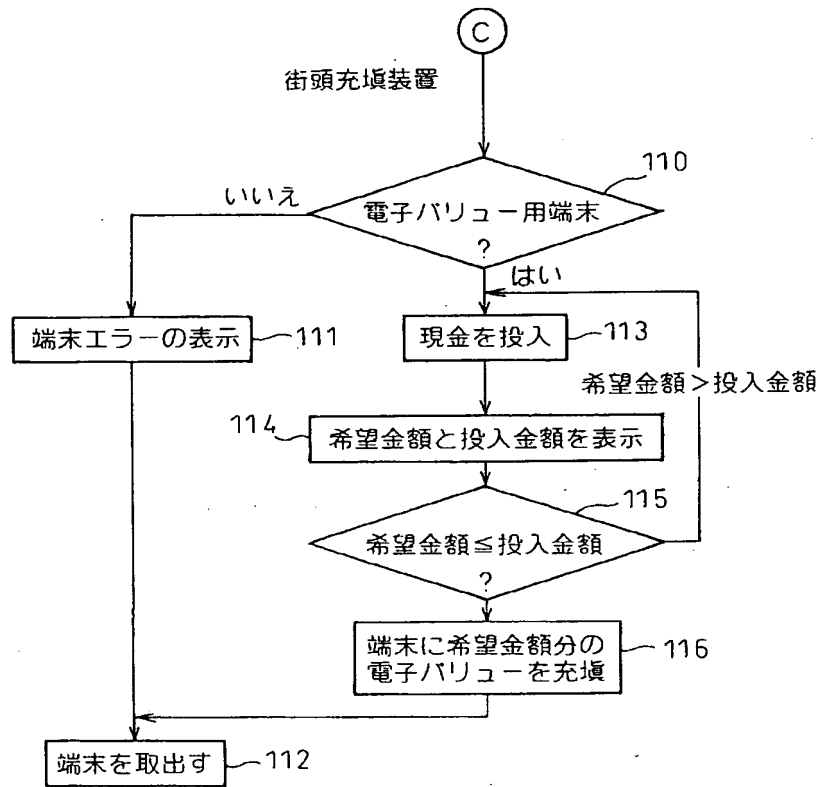 C
街頭充填装置
110
電子バリュー用端末
?
いいえ
はい
端末エラーの表示
111
現金を投入
113
希望金額>投入金額
114
希望金額と投入金額を表示
115
希望金額≦投入金額
?
端末に希望金額分の
電子バリューを充填
116
端末を取出す
112